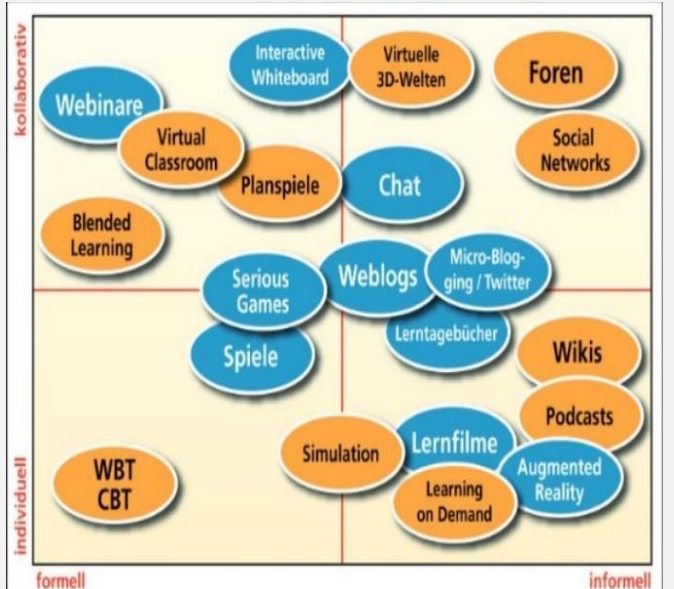 kollaborativ
Interactive
Whiteboard
Virtuelle
3D-Welten
Foren
Webinare
Virtual
Classroom
Social
Networks
Planspiele
Chat
Blended
Learning
Serious
Games
Weblogs
Micro-Blog-
ging / Twitter
Spiele
Lerntagebücher
Wikis
Podcasts
Simulation
Lernfilme
WBT
CBT
Learning
on Demand
Augmented
Reality
individuell
formell
informell